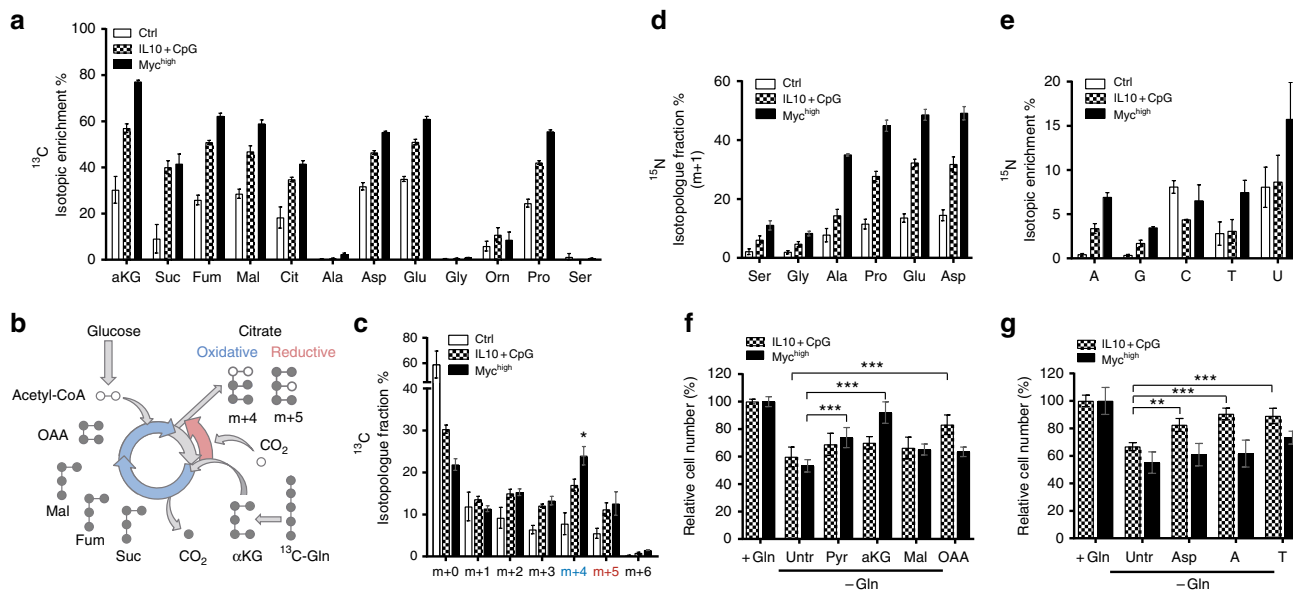 a
Ctrl
IL10+CpG
Myc^high
13C
Isotopic enrichment %
100
80
60
40
20
0
aKG Suc Fum Mal Cit Ala Asp Glu Gly Orn Pro Ser
d
Ctrl
IL10+CpG
Myc^high
15N
Isotopologue fraction %
(m+1)
60
40
20
0
Ser Gly Ala Pro Glu Asp
e
Ctrl
IL10+CpG
Myc^high
15N
Isotopic enrichment %
20
15
10
5
0
A G C T U
b
Glucose
Citrate
Oxidative Reductive
Acetyl-CoA
m+4 m+5
OAA
CO2
Mal
Fum
Suc
CO2
αKG
13C-Gln
c
Ctrl
IL10+CpG
Myc^high
13C
Isotopologue fraction %
80
60
40
30
20
10
0
*
m+0 m+1 m+2 m+3 m+4 m+5 m+6
f
IL10+CpG
Myc^high
Relative cell number (%)
140
120
100
80
60
40
20
0
***
***
***
+Gln Untr Pyr aKG Mal OAA
−Gln
g
IL10+CpG
Myc^high
Relative cell number (%)
140
120
100
80
60
40
20
0
***
***
**
+Gln Untr Asp A T
−Gln